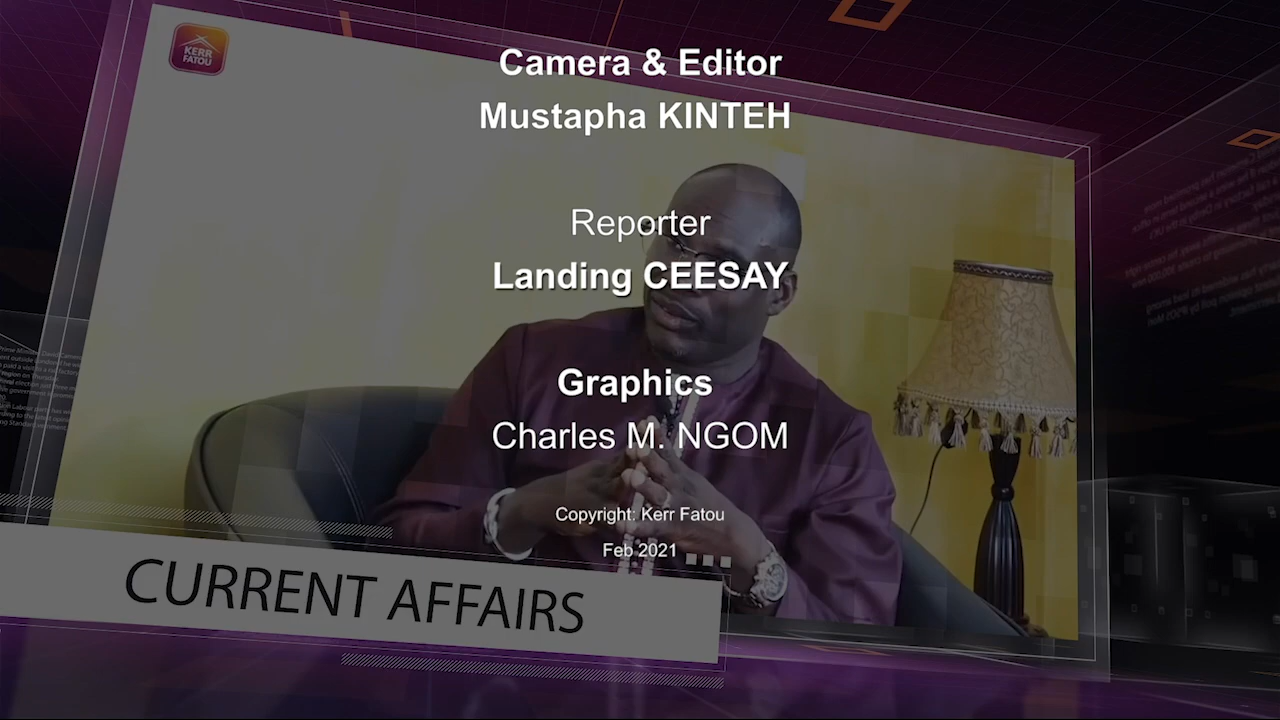 KERR
FATOU
Camera & Editor
Mustapha KINTEH
Reporter
Landing CEESAY
Graphics
Charles M. NGOM
Copyright: Kerr Fatou
Feb 2021
CURRENT AFFAIRS